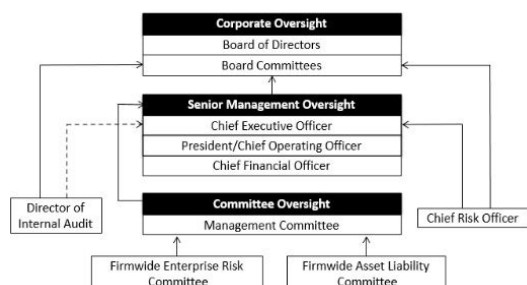 Corporate Oversight
Board of Directors
Board Committees
Senior Management Oversight
Chief Executive Officer
President/Chief Operating Officer
Chief Financial Officer
Director of
Internal Audit
Committee Oversight
Management Committee
Chief Risk Officer
Firmwide Enterprise Risk
Committee
Firmwide Asset Liability
Committee